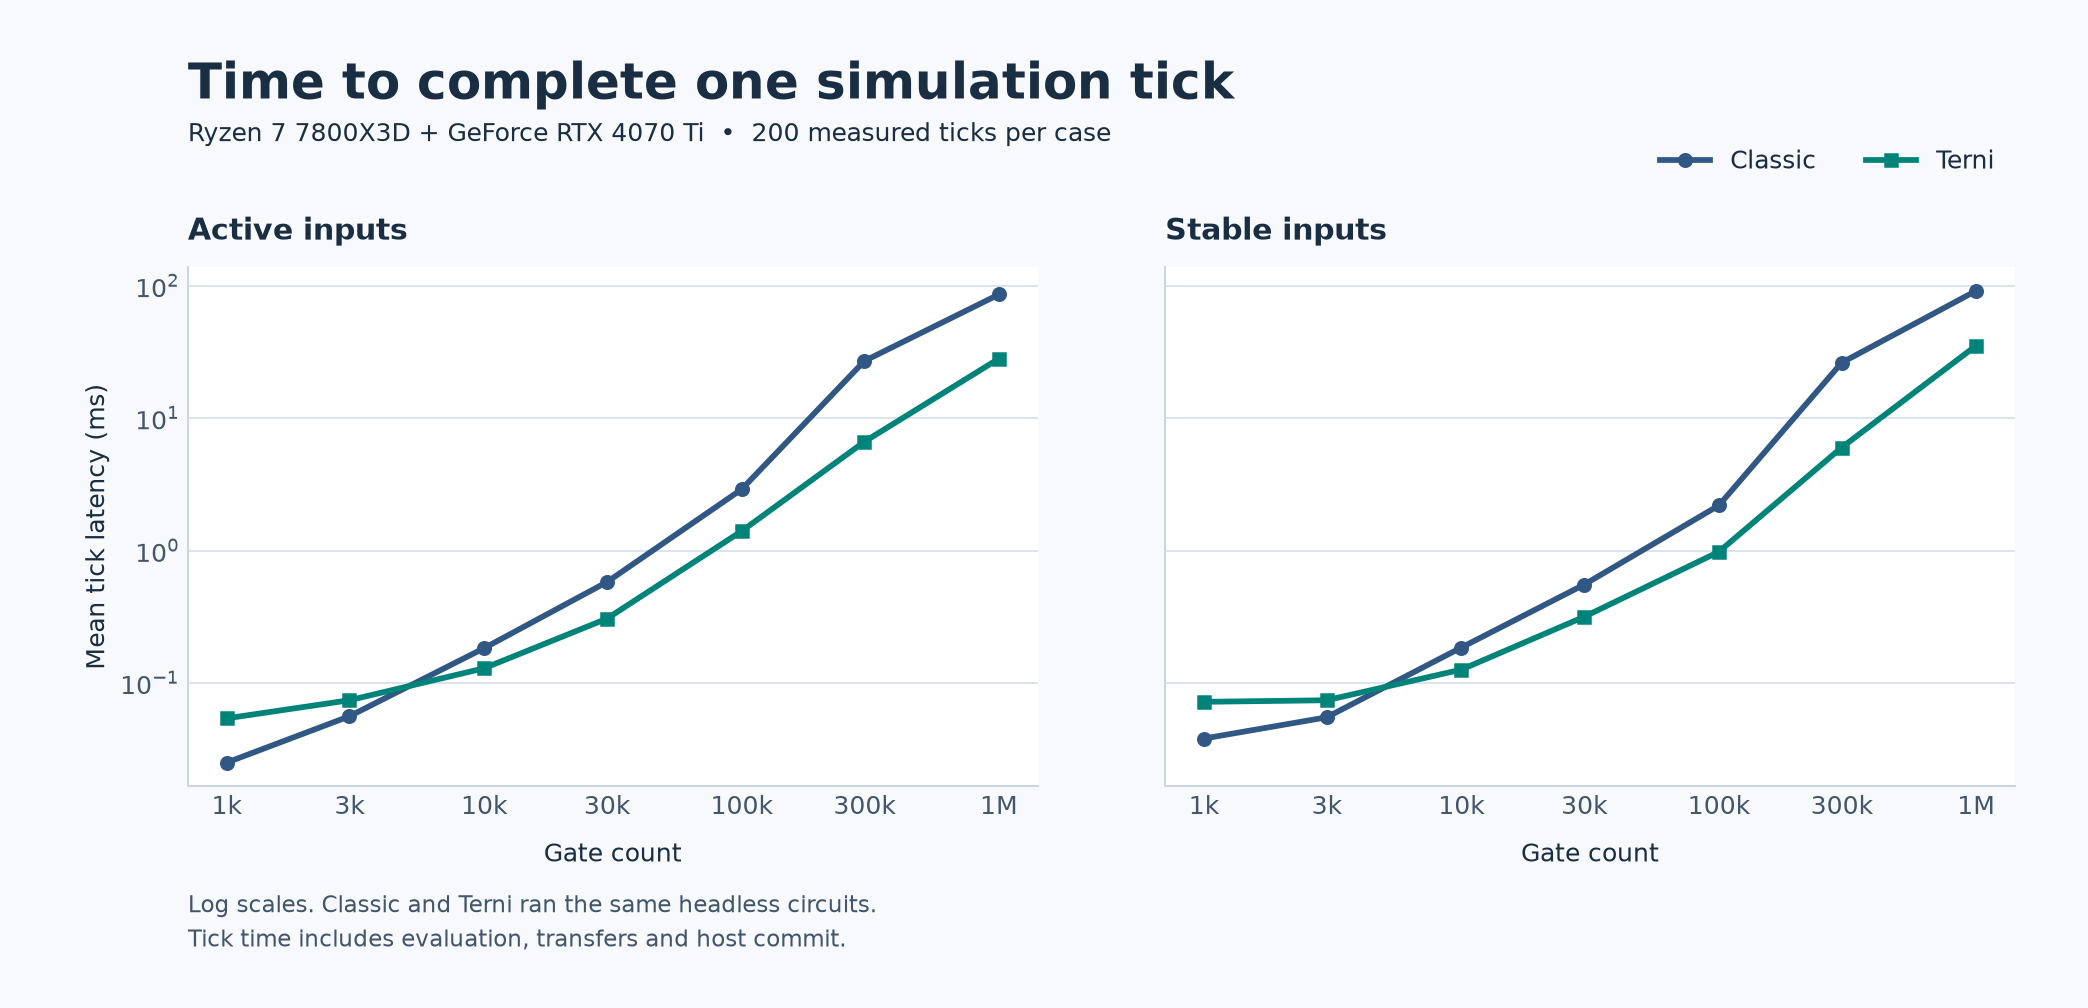 Time to complete one simulation tick
Ryzen 7 7800X3D + GeForce RTX 4070 Ti • 200 measured ticks per case
Classic Terni
Active inputs
Stable inputs
Mean tick latency (ms)
10²
10¹
10⁰
10⁻¹
1k 3k 10k 30k 100k 300k 1M
Gate count
1k 3k 10k 30k 100k 300k 1M
Gate count
Log scales. Classic and Terni ran the same headless circuits.
Tick time includes evaluation, transfers and host commit.